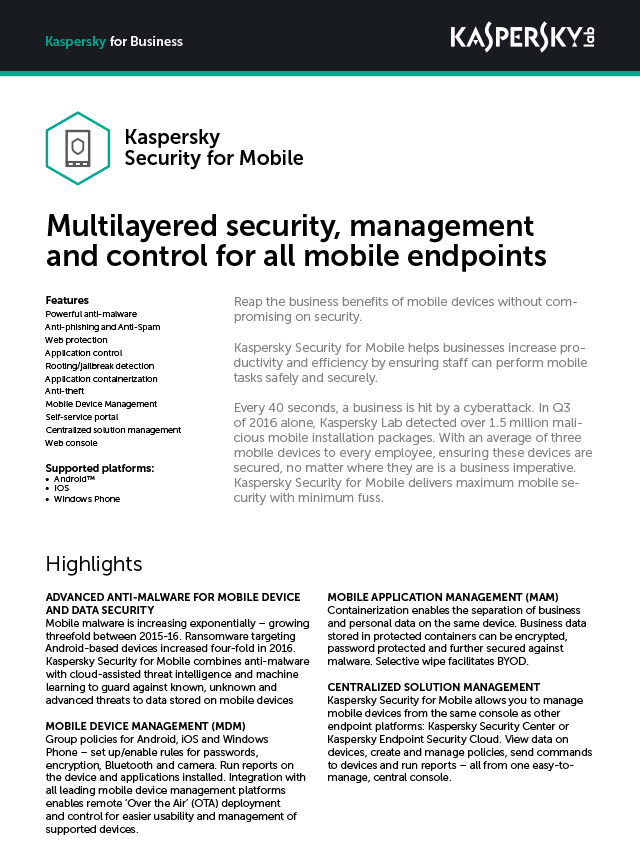 Kaspersky for Business
KASPERSKY lab
Kaspersky
Security for Mobile
Multilayered security, management
and control for all mobile endpoints
Features
Powerful anti-malware
Anti-phishing and Anti-Spam
Web protection
Application control
Rooting/jailbreak detection
Application containerization
Anti-theft
Mobile Device Management
Self-service portal
Centralized solution management
Web console
Supported platforms:
• Android™
• iOS
• Windows Phone
Reap the business benefits of mobile devices without com-
promising on security.
Kaspersky Security for Mobile helps businesses increase pro-
ductivity and efficiency by ensuring staff can perform mobile
tasks safely and securely.
Every 40 seconds, a business is hit by a cyberattack. In Q3
of 2016 alone, Kaspersky Lab detected over 1.5 million mali-
cious mobile installation packages. With an average of three
mobile devices to every employee, ensuring these devices are
secured, no matter where they are is a business imperative.
Kaspersky Security for Mobile delivers maximum mobile se-
curity with minimum fuss.
Highlights
ADVANCED ANTI-MALWARE FOR MOBILE DEVICE
AND DATA SECURITY
Mobile malware is increasing exponentially – growing
threefold between 2015-16. Ransomware targeting
Android-based devices increased four-fold in 2016.
Kaspersky Security for Mobile combines anti-malware
with cloud-assisted threat intelligence and machine
learning to guard against known, unknown and
advanced threats to data stored on mobile devices
MOBILE DEVICE MANAGEMENT (MDM)
Group policies for Android, iOS and Windows
Phone – set up/enable rules for passwords,
encryption, Bluetooth and camera. Run reports on
the device and applications installed. Integration with
all leading mobile device management platforms
enables remote ‘Over the Air’ (OTA) deployment
and control for easier usability and management of
supported devices.
MOBILE APPLICATION MANAGEMENT (MAM)
Containerization enables the separation of business
and personal data on the same device. Business data
stored in protected containers can be encrypted,
password protected and further secured against
malware. Selective wipe facilitates BYOD.
CENTRALIZED SOLUTION MANAGEMENT
Kaspersky Security for Mobile allows you to manage
mobile devices from the same console as other
endpoint platforms: Kaspersky Security Center or
Kaspersky Endpoint Security Cloud. View data on
devices, create and manage policies, send commands
to devices and run reports – all from one easy-to-
manage, central console.